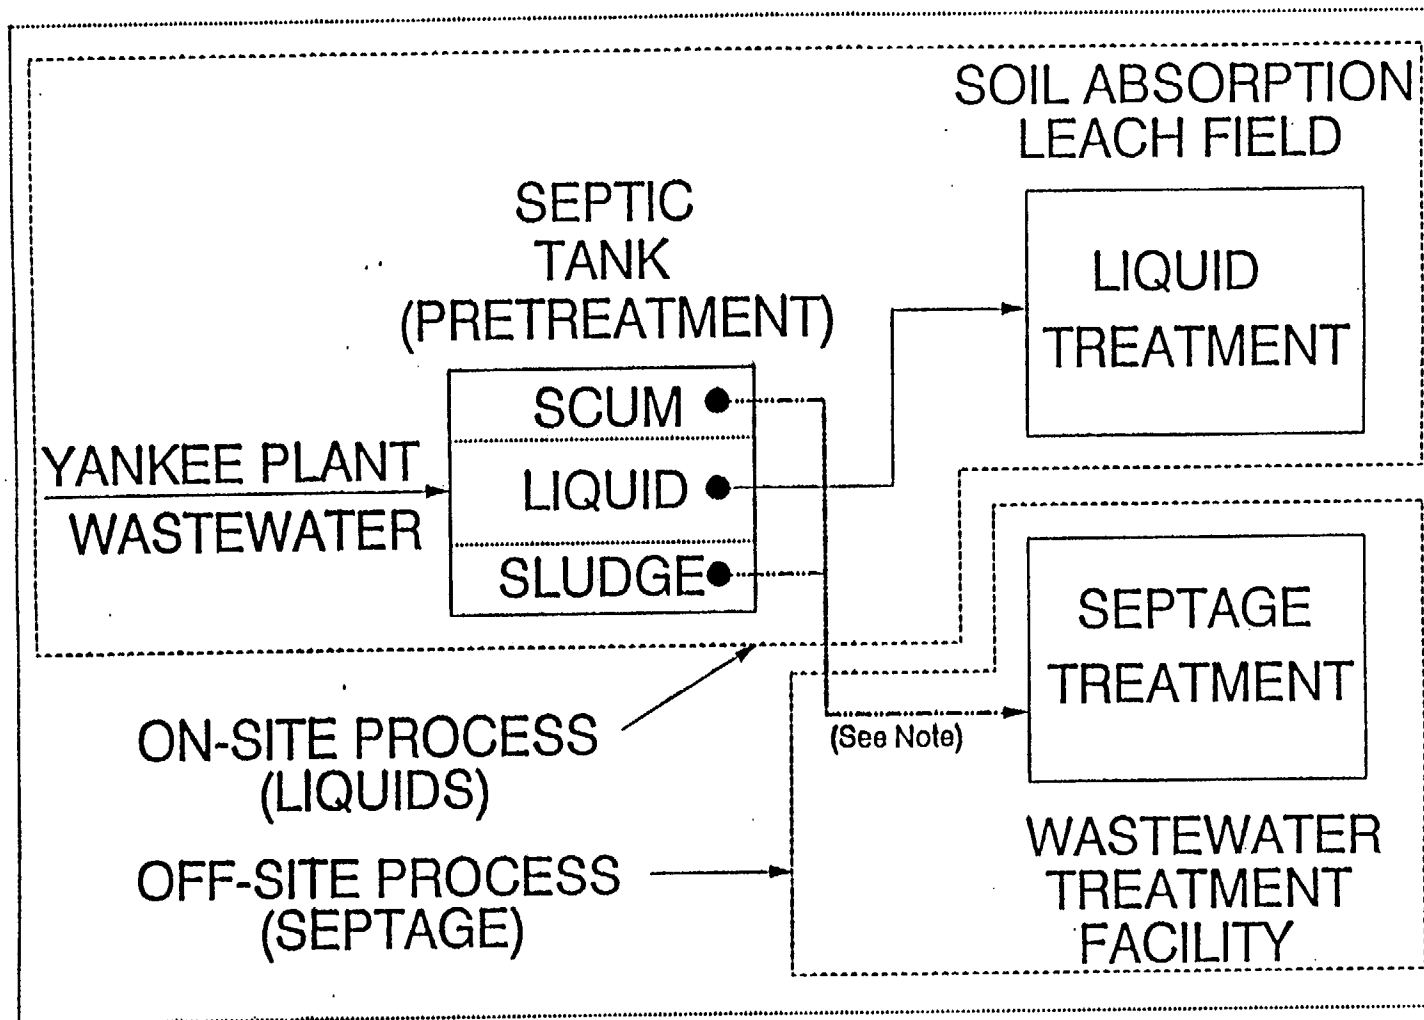 SOIL ABSORPTION
LEACH FIELD
SEPTIC
TANK
(PRETREATMENT)
LIQUID
TREATMENT
SCUM
LIQUID
SLUDGE
YANKEE PLANT
WASTEWATER
SEPTAGE
TREATMENT
(See Note)
ON-SITE PROCESS
(LIQUIDS)
OFF-SITE PROCESS
(SEPTAGE)
WASTEWATER
TREATMENT
FACILITY